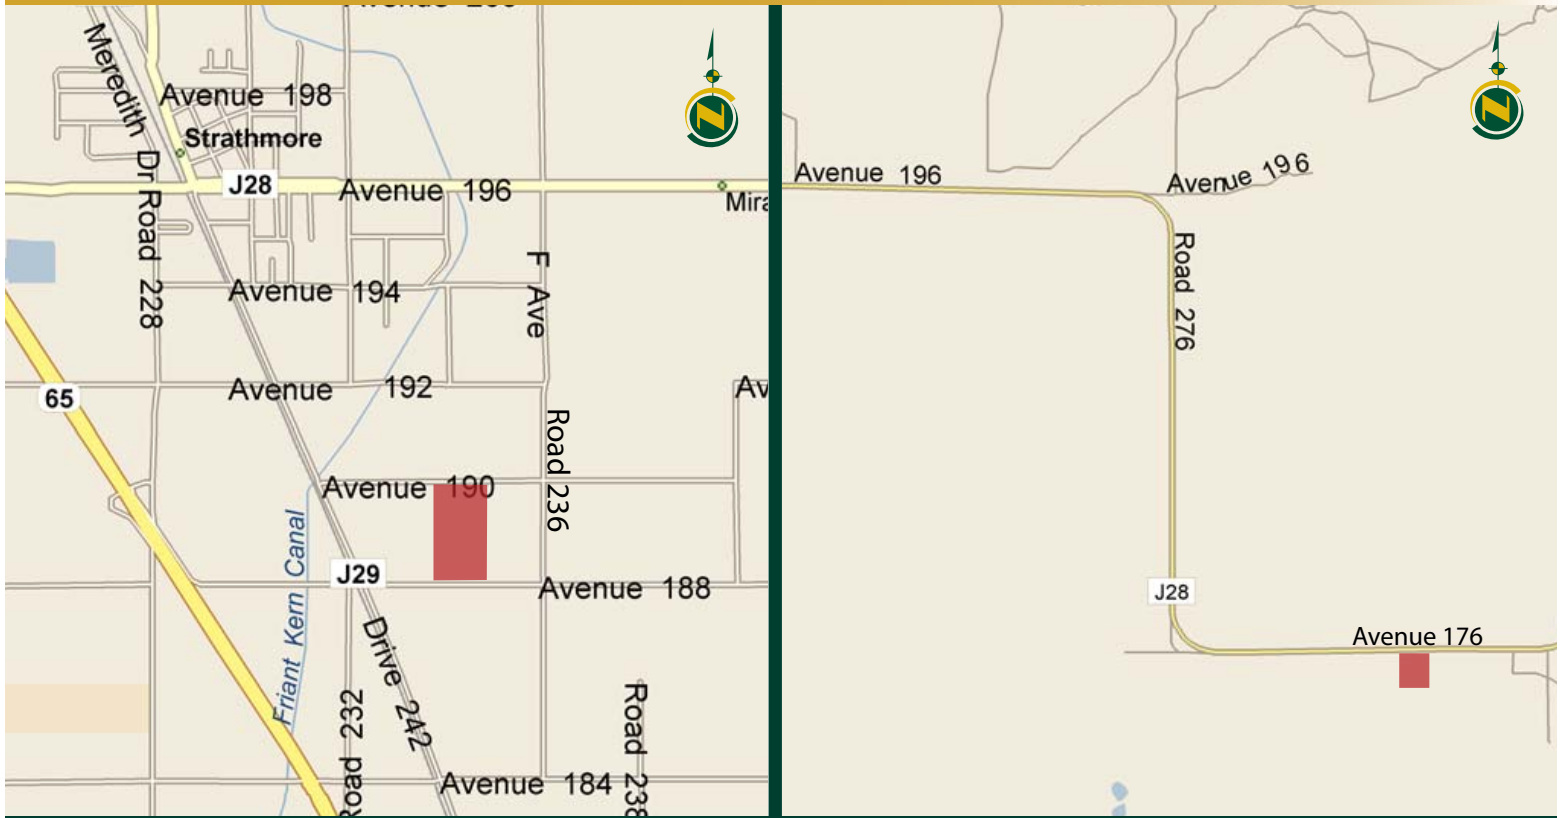 Meredith Dr
Avenue 198
Strathmore
J28
Avenue 196
Road 228
F Ave
Avenue 194
Avenue 192
65
Road 236
Avenue 190
Friant Kern Canal
J29
Avenue 188
Drive 242
Road 232
Road 238
Avenue 184
N
Avenue 196
Avenue 196
Road 276
J28
Avenue 176
N